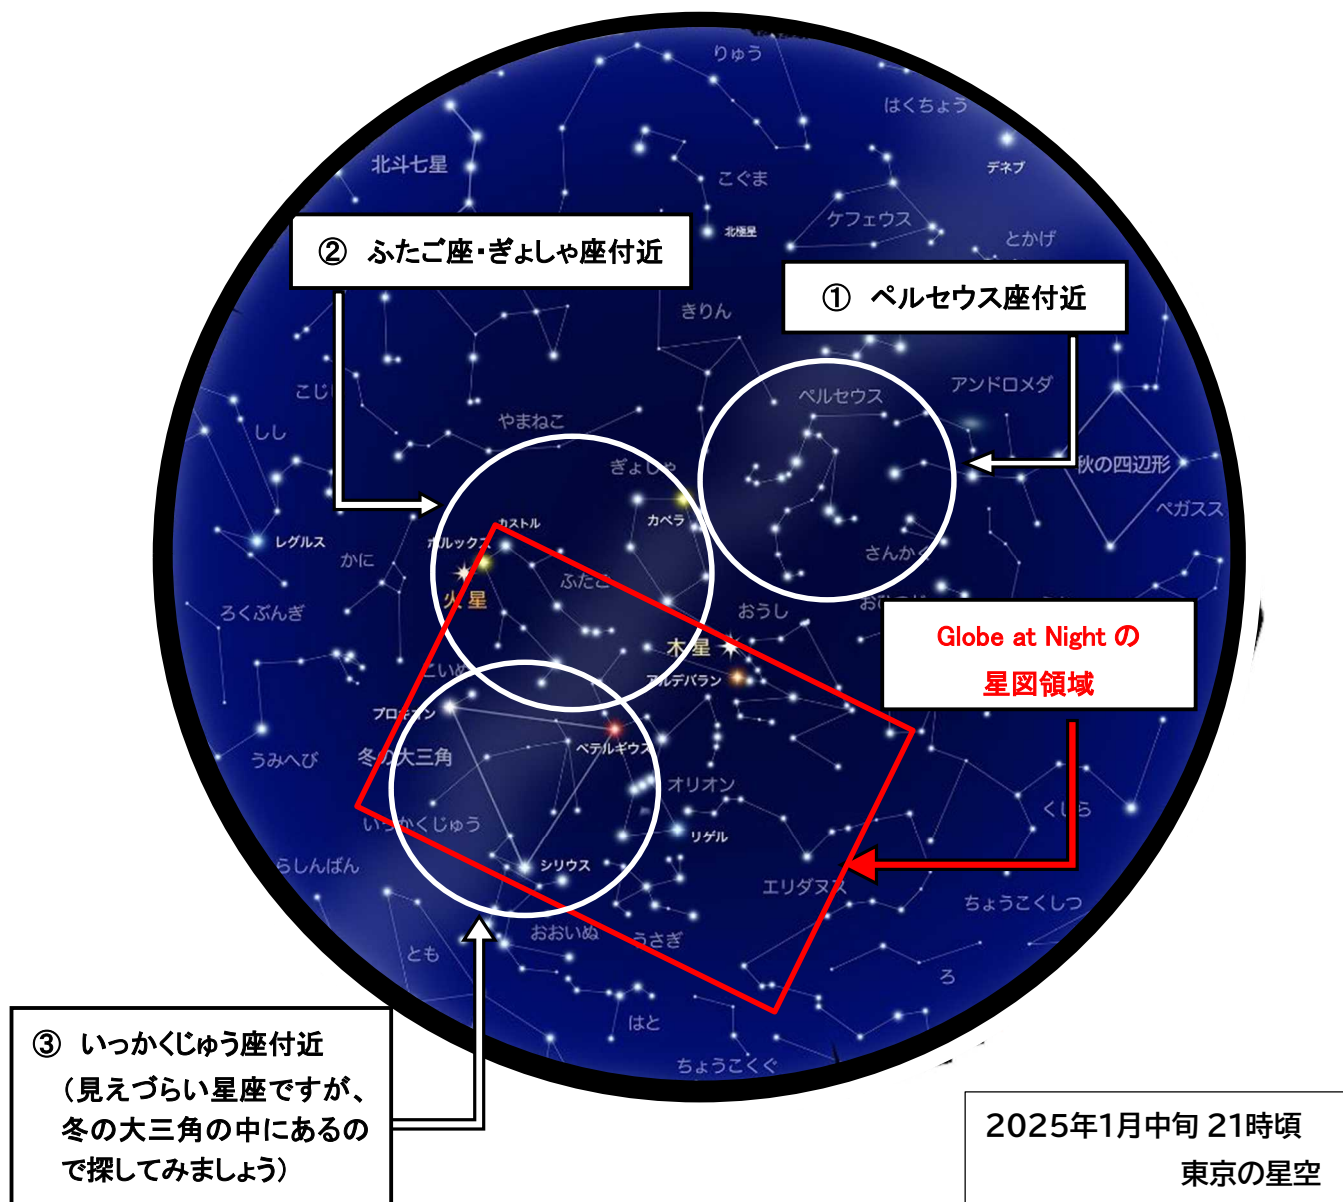 りゅう
はくちょう
北斗七星
デネブ
こぐま
ケフェウス
北極星
とかげ
② ふたご座・ぎょしゃ座付近
① ペルセウス座付近
きりん
こじし
ペルセウス
アンドロメダ
やまねこ
しし
ぎょしゃ
秋の四辺形
ペガスス
カペラ
カストル
レグルス
ポルックス
かに
さんかく
ふたご
火星
おうし
おひつじ
ろくぶんぎ
Globe at Night の
星図領域
木星
こいぬ
アルデバラン
プロキオン
ベテルギウス
冬の大三角
うみへび
オリオン
くじら
いっかくじゅう
リゲル
シリウス
らしんばん
エリダヌス
ちょうこくしつ
おおいぬ
うさぎ
とも
ろ
はと
ちょうこくぐ
③ いっかくじゅう座付近
(見えづらい星座ですが、
冬の大三角の中にあるの
で探してみましょう)
2025年1月中旬 21時頃
東京の星空